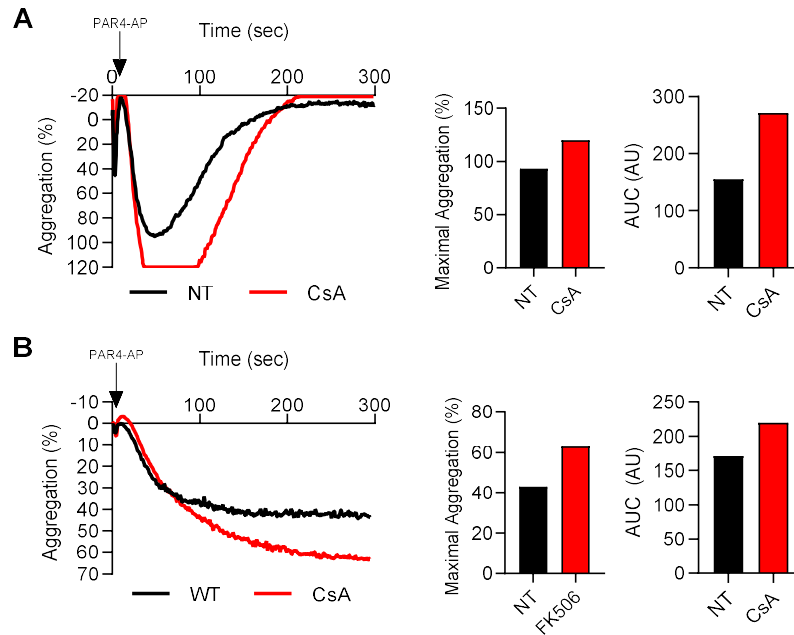 A
PAR4-AP
Time (sec)
0
100
200
300
-20
0
20
40
60
80
100
120
Aggregation (%)
NT
CsA
150
100
50
0
Maximal Aggregation (%)
NT
CsA
300
200
100
0
AUC (AU)
NT
CsA
B
PAR4-AP
Time (sec)
100
200
300
-10
0
10
20
30
40
50
60
70
Aggregation (%)
WT
CsA
80
60
40
20
0
Maximal Aggregation (%)
NT
FK506
250
200
150
100
50
0
AUC (AU)
NT
CsA